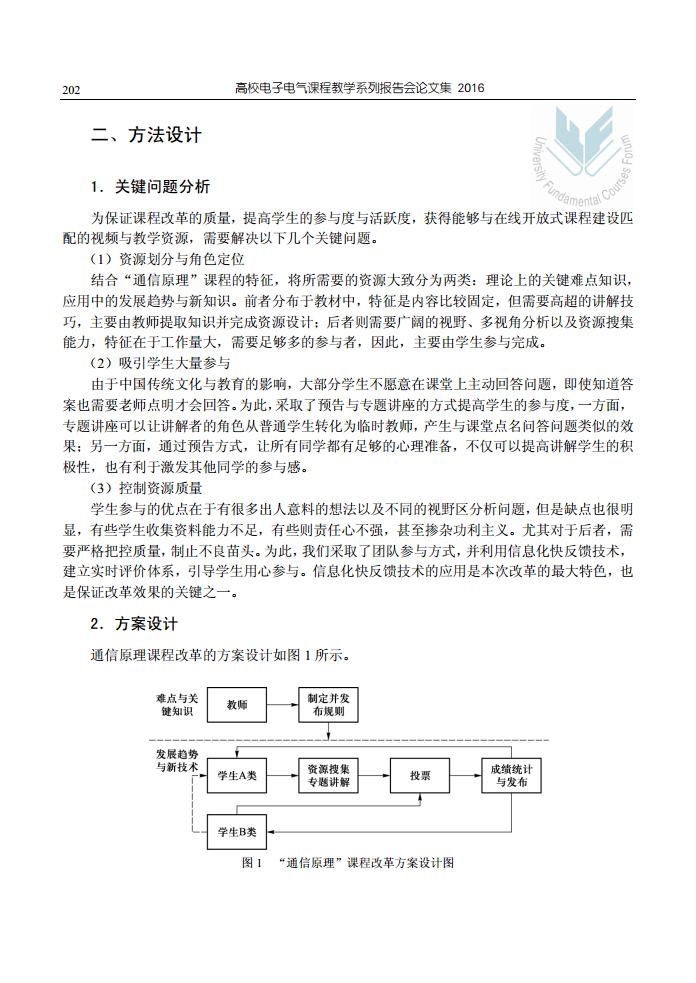 202
高校电子电气课程教学系列报告会论文集 2016
University Fundamental Courses Forum
二、方法设计
1．关键问题分析
为保证课程改革的质量，提高学生的参与度与活跃度，获得能够与在线开放式课程建设匹
配的视频与教学资源，需要解决以下几个关键问题。
（1）资源划分与角色定位
结合“通信原理”课程的特征，将所需要的资源大致分为两类：理论上的关键难点知识，
应用中的发展趋势与新知识。前者分布于教材中，特征是内容比较固定，但需要高超的讲解技
巧，主要由教师提取知识并完成资源设计；后者则需要广阔的视野、多视角分析以及资源搜集
能力，特征在于工作量大，需要足够多的参与者，因此，主要由学生参与完成。
（2）吸引学生大量参与
由于中国传统文化与教育的影响，大部分学生不愿意在课堂上主动回答问题，即使知道答
案也需要老师点明才会回答。为此，采取了预告与专题讲座的方式提高学生的参与度，一方面，
专题讲座可以让讲解者的角色从普通学生转化为临时教师，产生与课堂点名问答问题类似的效
果；另一方面，通过预告方式，让所有同学都有足够的心理准备，不仅可以提高讲解学生的积
极性，也有利于激发其他同学的参与感。
（3）控制资源质量
学生参与的优点在于有很多出人意料的想法以及不同的视野区分析问题，但是缺点也很明
显，有些学生收集资料能力不足，有些则责任心不强，甚至掺杂功利主义。尤其对于后者，需
要严格把控质量，制止不良苗头。为此，我们采取了团队参与方式，并利用信息化快反馈技术，
建立实时评价体系，引导学生用心参与。信息化快反馈技术的应用是本次改革的最大特色，也
是保证改革效果的关键之一。
2．方案设计
通信原理课程改革的方案设计如图 1 所示。
难点与关
键知识
教师
制定并发
布规则
发展趋势
与新技术
学生A类
资源搜集
专题讲解
投票
成绩统计
与发布
学生B类
图 1 “通信原理”课程改革方案设计图